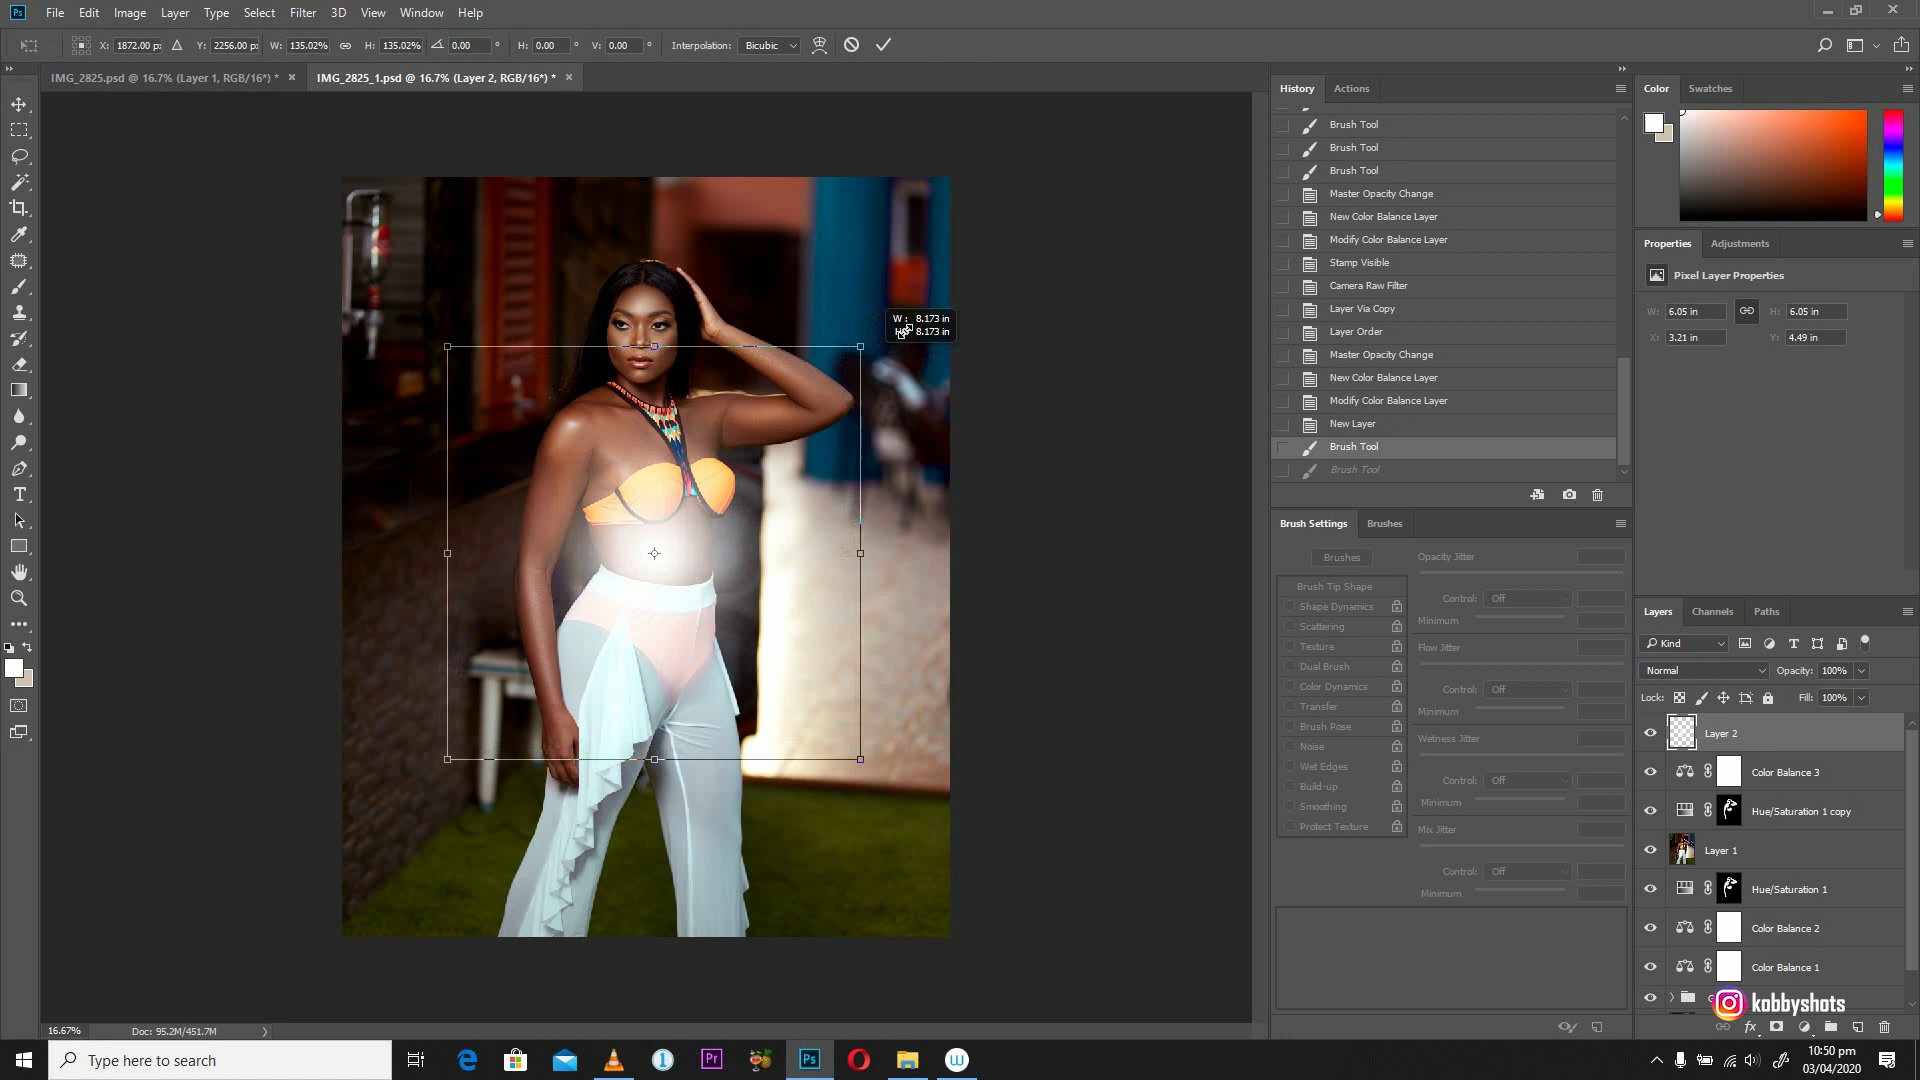 Ps File Edit Image Layer Type Select Filter 3D View Window Help
X: 1872.00 px Y: 2256.00 px W: 135.02% H: 135.02% 0.00 ° H: 0.00 ° V: 0.00 ° Interpolation: Bicubic
IMG_2825.psd @ 16.7% (Layer 1, RGB/16*) * × IMG_2825_1.psd @ 16.7% (Layer 2, RGB/16*) * ×
W : 8.173 in
8.173 in
16.67% Doc: 95.2M/451.7M
History Actions
Brush Tool
Brush Tool
Brush Tool
Master Opacity Change
New Color Balance Layer
Modify Color Balance Layer
Stamp Visible
Camera Raw Filter
Layer Via Copy
Layer Order
Master Opacity Change
New Color Balance Layer
Modify Color Balance Layer
New Layer
Brush Tool
Brush Tool
Brush Settings Brushes
Brushes
Brush Tip Shape
Shape Dynamics
Scattering
Texture
Dual Brush
Color Dynamics
Transfer
Brush Pose
Noise
Wet Edges
Build-up
Smoothing
Protect Texture
Opacity Jitter
Control: Off
Minimum
Flow Jitter
Control: Off
Minimum
Wetness Jitter
Control: Off
Minimum
Mix Jitter
Control: Off
Minimum
Color Swatches
Properties Adjustments
Pixel Layer Properties
W: 6.05 in H: 6.05 in
X: 3.21 in Y: 4.49 in
Layers Channels Paths
Kind
Normal Opacity: 100%
Lock: Fill: 100%
Layer 2
Color Balance 3
Hue/Saturation 1 copy
Layer 1
Hue/Saturation 1
Color Balance 2
Color Balance 1
kobbyshots
fx
Type here to search
Pr Ps
10:50 pm
03/04/2020